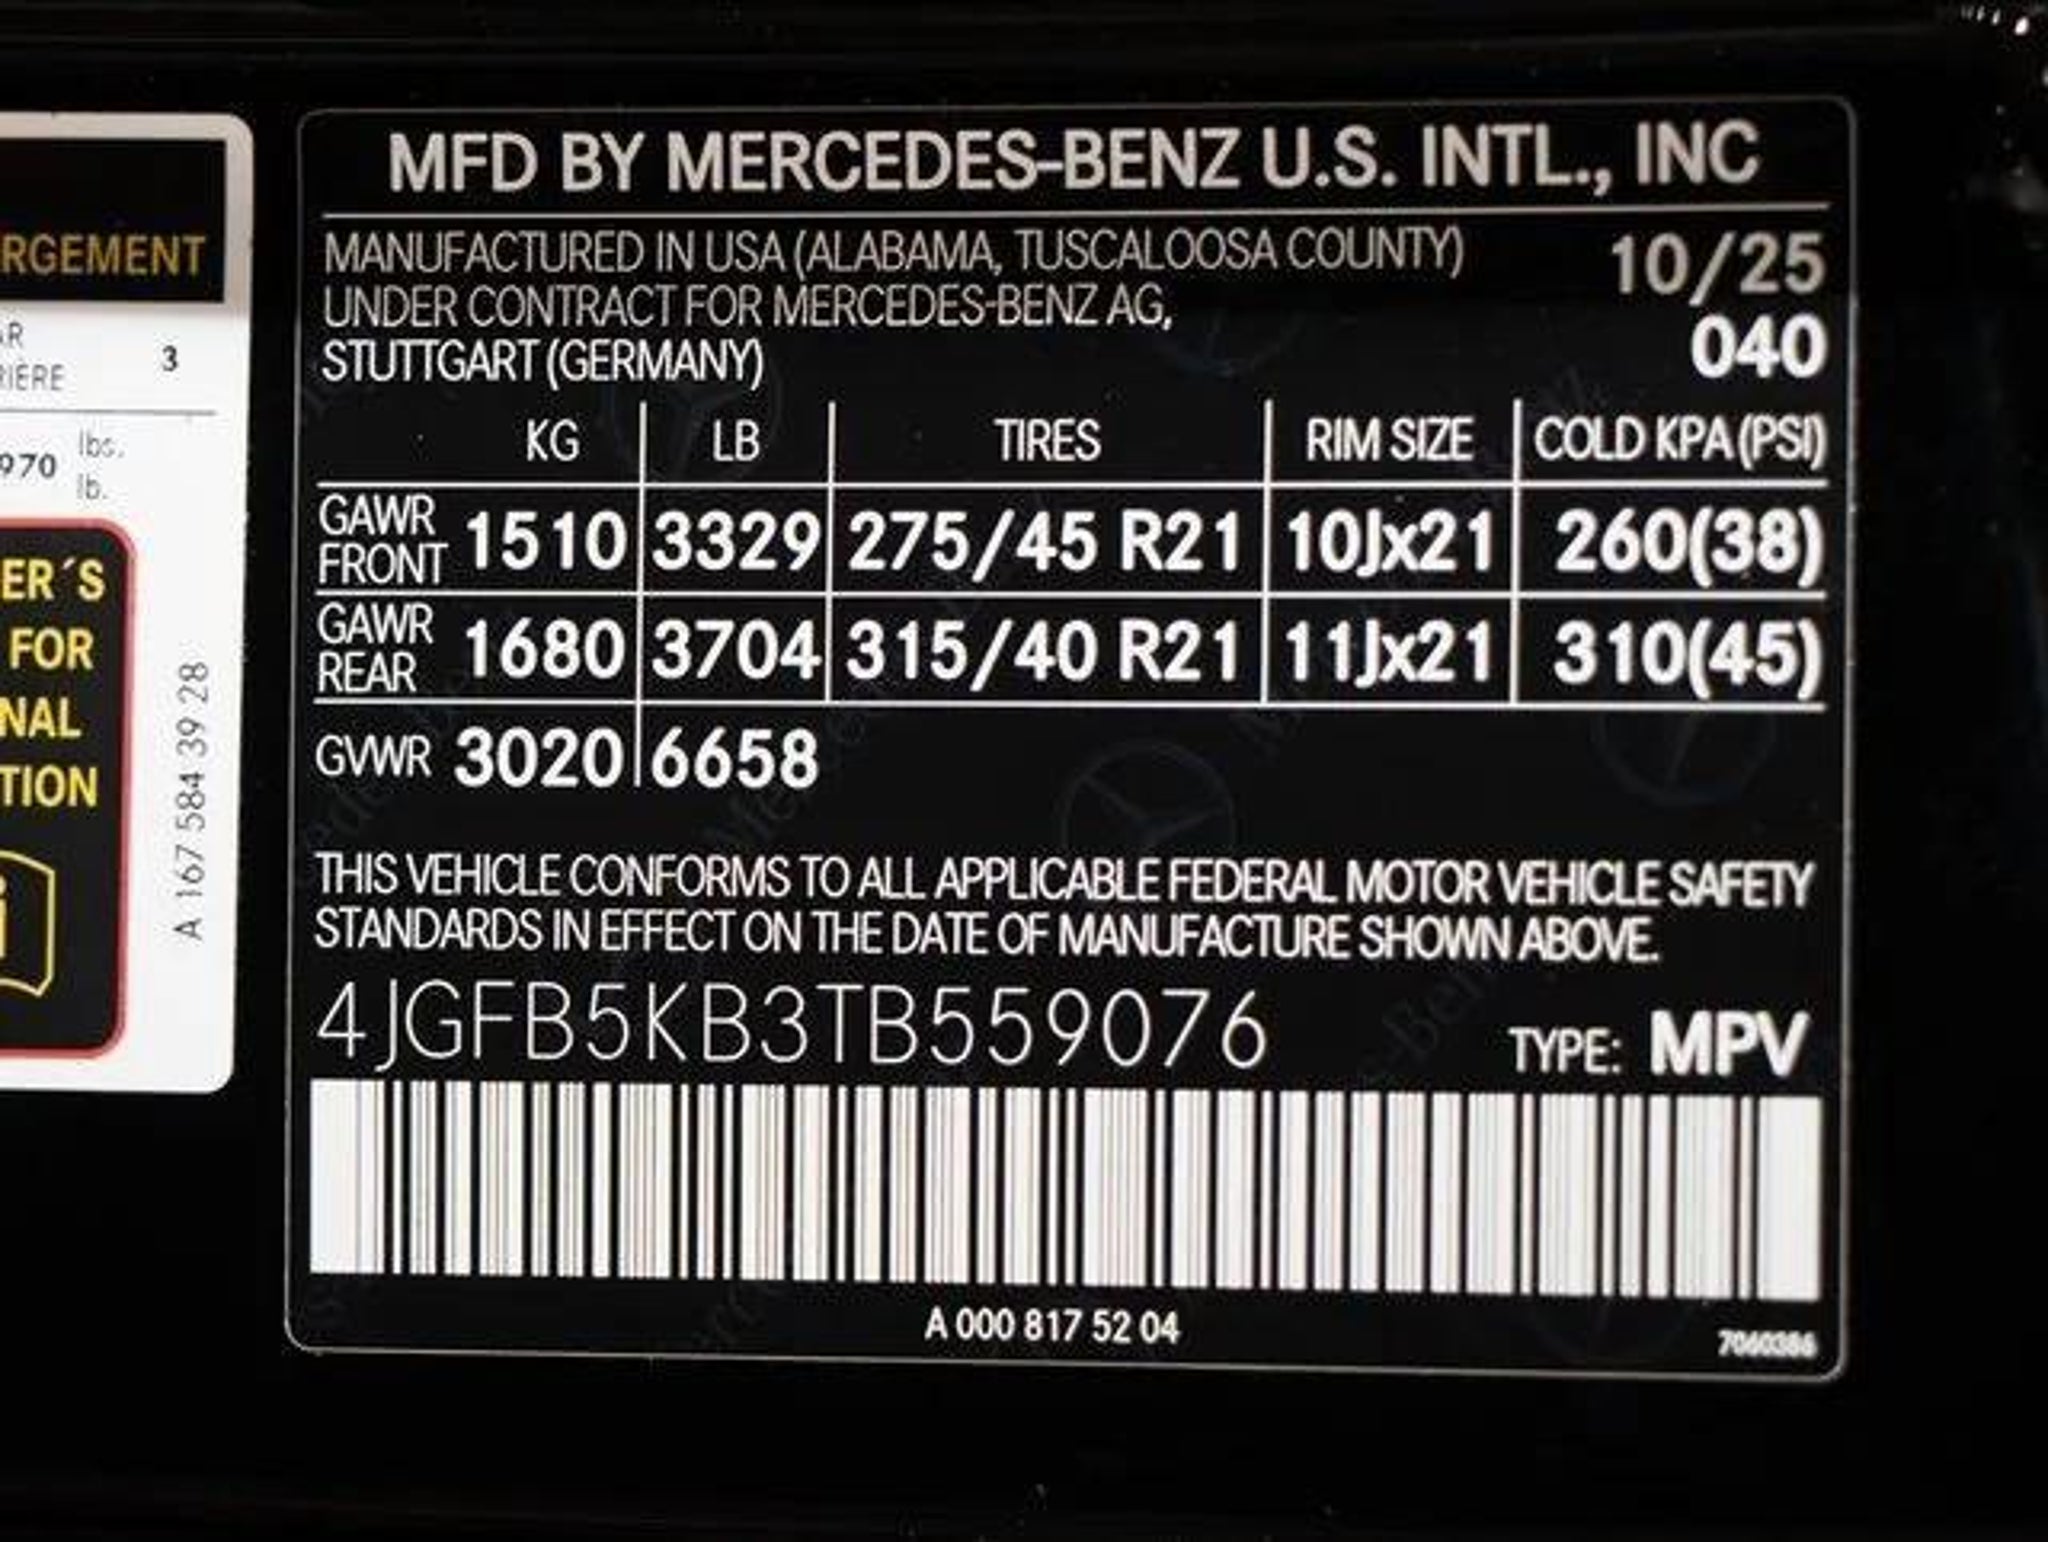 RGEMENT
AR
3
RIÈRE
970 lbs.
lb.
ER´S
FOR
NAL
TION
i
A 167 584 39 28
MFD BY MERCEDES-BENZ U.S. INTL., INC
MANUFACTURED IN USA (ALABAMA, TUSCALOOSA COUNTY) 10/25
UNDER CONTRACT FOR MERCEDES-BENZ AG,
STUTTGART (GERMANY) 040
KG LB TIRES RIM SIZE COLD KPA (PSI)
GAWR FRONT 1510 3329 275/45 R21 10Jx21 260(38)
GAWR REAR 1680 3704 315/40 R21 11Jx21 310(45)
GVWR 3020 6658
THIS VEHICLE CONFORMS TO ALL APPLICABLE FEDERAL MOTOR VEHICLE SAFETY
STANDARDS IN EFFECT ON THE DATE OF MANUFACTURE SHOWN ABOVE.
4JGFB5KB3TB559076 TYPE: MPV
A 000 817 52 04
7060386